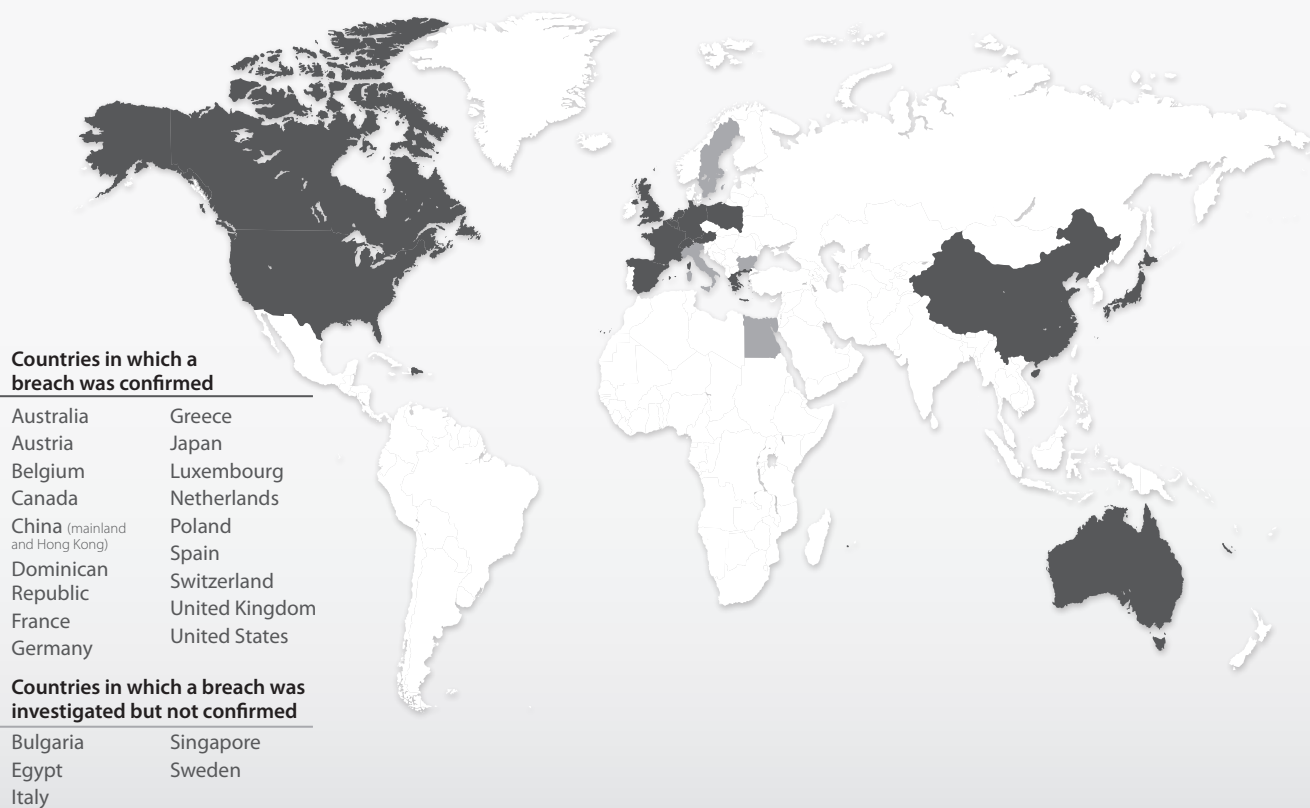 Countries in which a
breach was confirmed
Australia
Austria
Belgium
Canada
China (mainland
and Hong Kong)
Dominican
Republic
France
Germany
Greece
Japan
Luxembourg
Netherlands
Poland
Spain
Switzerland
United Kingdom
United States
Countries in which a breach was
investigated but not confirmed
Bulgaria
Egypt
Italy
Singapore
Sweden